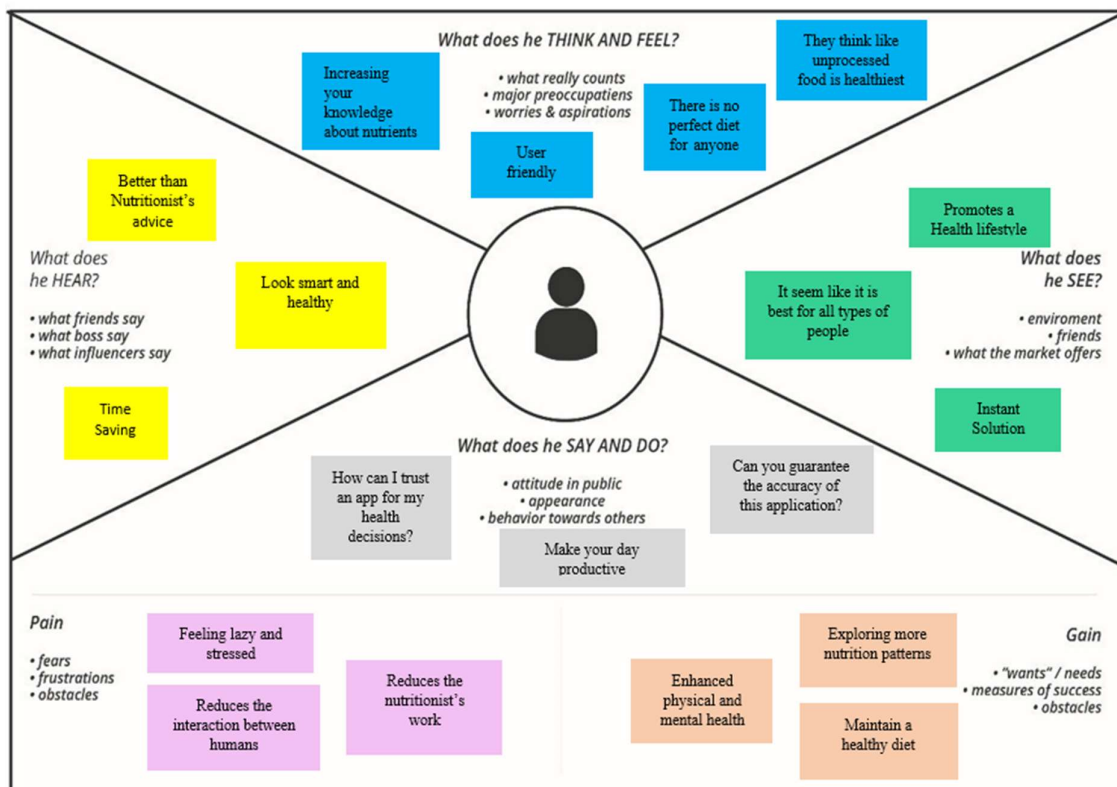 What does he THINK AND FEEL?
• what really counts
• major preoccupatiens
• worries & aspirations
Increasing
your
knowledge
about nutrients
User
friendly
There is no
perfect diet
for anyone
They think like
unprocessed
food is healthiest
Better than
Nutritionist's
advice
What does
he HEAR?
• what friends say
• what boss say
• what influencers say
Look smart and
healthy
Time
Saving
Promotes a
Health lifestyle
What does
he SEE?
• enviroment
• friends
• what the market offers
It seem like it is
best for all types of
people
Instant
Solution
What does he SAY AND DO?
• attitude in public
• appearance
• behavior towards others
How can I trust
an app for my
health
decisions?
Make your day
productive
Can you guarantee
the accuracy of
this application?
Pain
• fears
• frustrations
• obstacles
Feeling lazy and
stressed
Reduces the
interaction between
humans
Reduces the
nutritionist's
work
Gain
• "wants" / needs
• measures of success
• obstacles
Exploring more
nutrition patterns
Enhanced
physical and
mental health
Maintain a
healthy diet